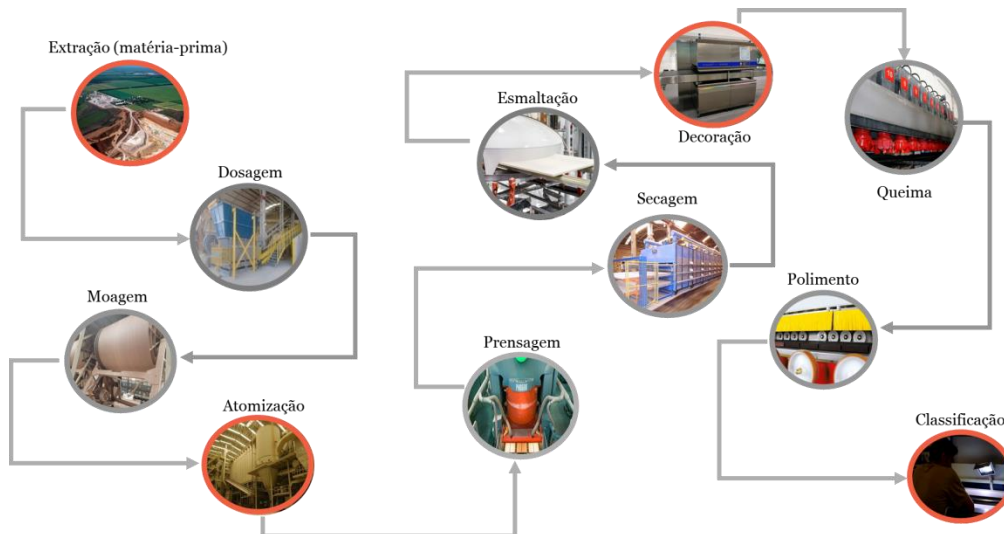 Extração (matéria-prima)
Dosagem
Moagem
Atomização
Prensagem
Secagem
Esmaltação
Decoração
Queima
Polimento
Classificação